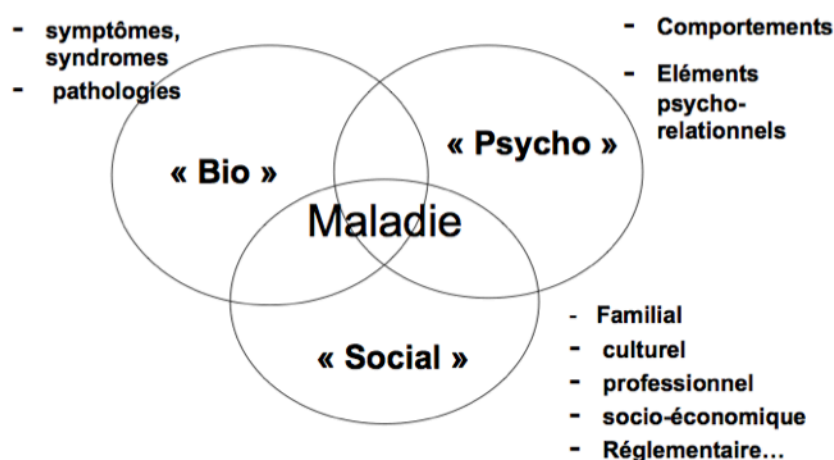 - symptômes,
syndromes
- pathologies
- Comportements
- Eléments
psycho-
relationnels
« Bio »
« Psycho »
Maladie
« Social »
- Familial
- culturel
- professionnel
- socio-économique
- Réglementaire…